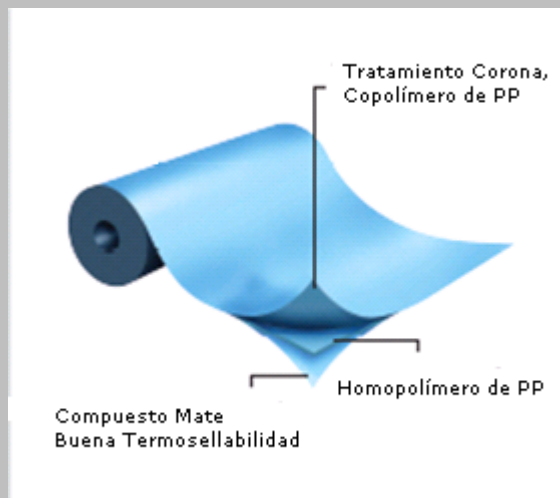 Tratamiento Corona,
Copolímero de PP
Homopolímero de PP
Compuesto Mate
Buena Termosellabilidad